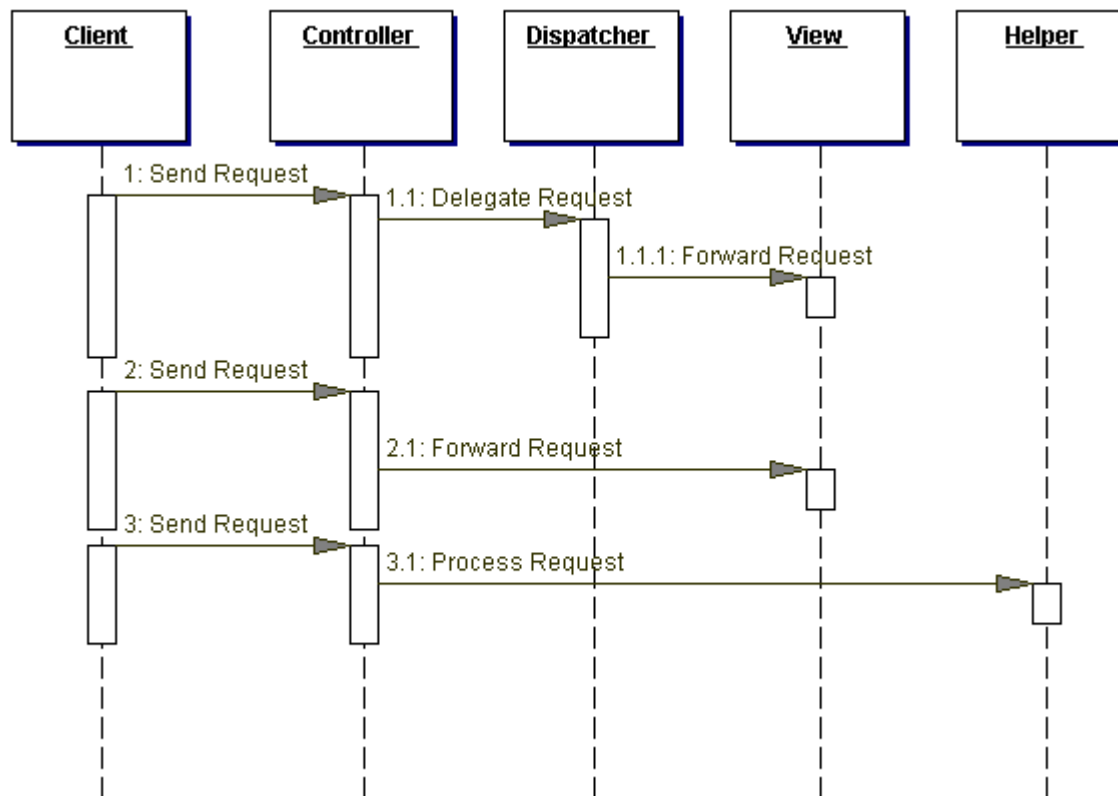 Client
Controller
Dispatcher
View
Helper
1: Send Request
1.1: Delegate Request
1.1.1: Forward Request
2: Send Request
2.1: Forward Request
3: Send Request
3.1: Process Request